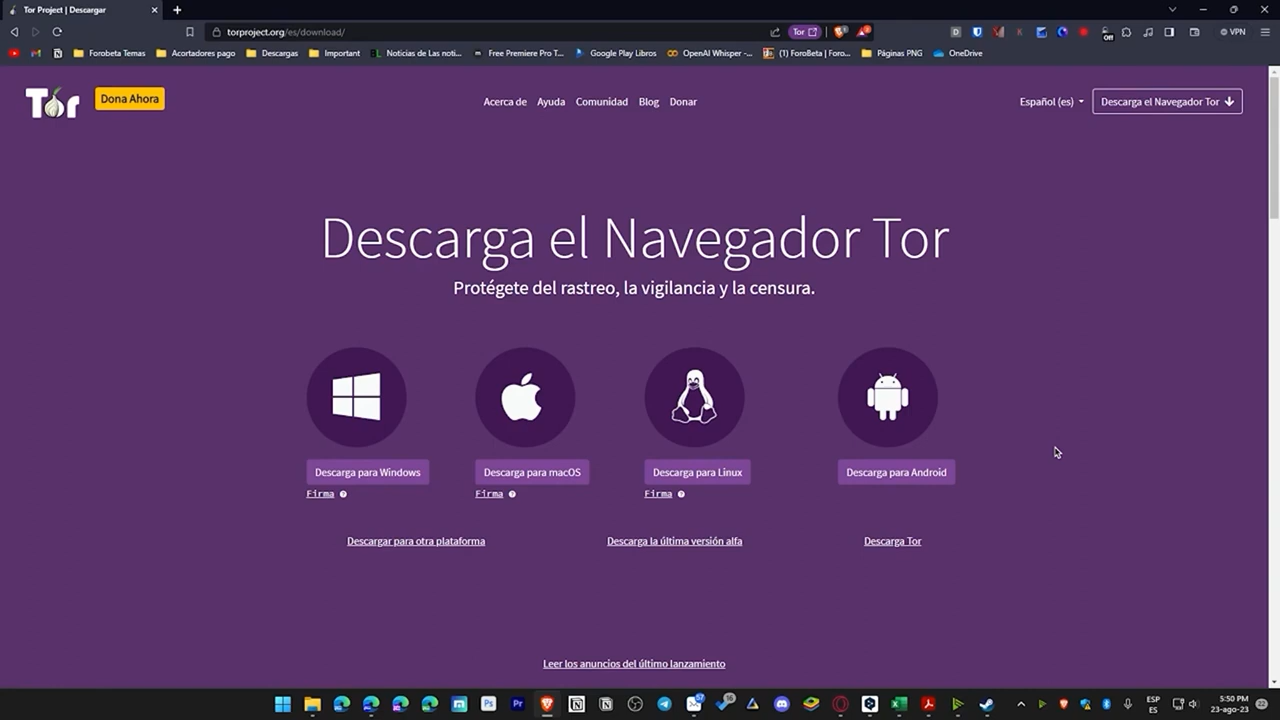 Tor Project | Descargar
torproject.org/es/download/
Tor
VPN
Forobeta Temas
Acortadores pago
Descargas
Important
Noticias de Las noti...
Free Premiere Pro T...
Google Play Libros
OpenAI Whisper -...
(1) ForoBeta | Foro...
Páginas PNG
OneDrive
Tor
Dona Ahora
Acerca de
Ayuda
Comunidad
Blog
Donar
Español (es)
Descarga el Navegador Tor
Descarga el Navegador Tor
Protégete del rastreo, la vigilancia y la censura.
Descarga para Windows
Descarga para macOS
Descarga para Linux
Descarga para Android
Firma
Firma
Firma
Descargar para otra plataforma
Descarga la última versión alfa
Descarga Tor
Leer los anuncios del último lanzamiento
ESP
ES
5:50 PM
23-ago-23